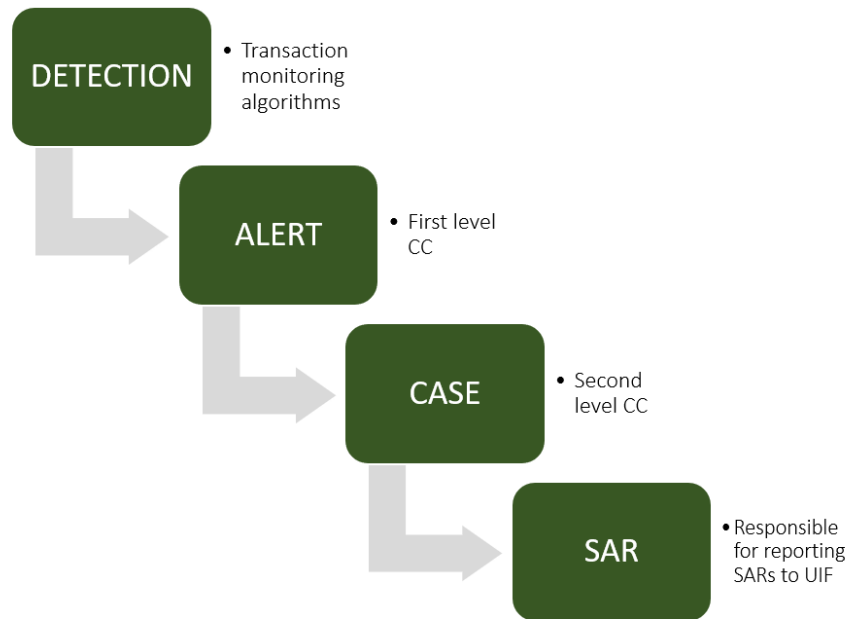 DETECTION
• Transaction
monitoring
algorithms
ALERT
• First level
CC
CASE
• Second
level CC
SAR
• Responsible
for reporting
SARs to UIF